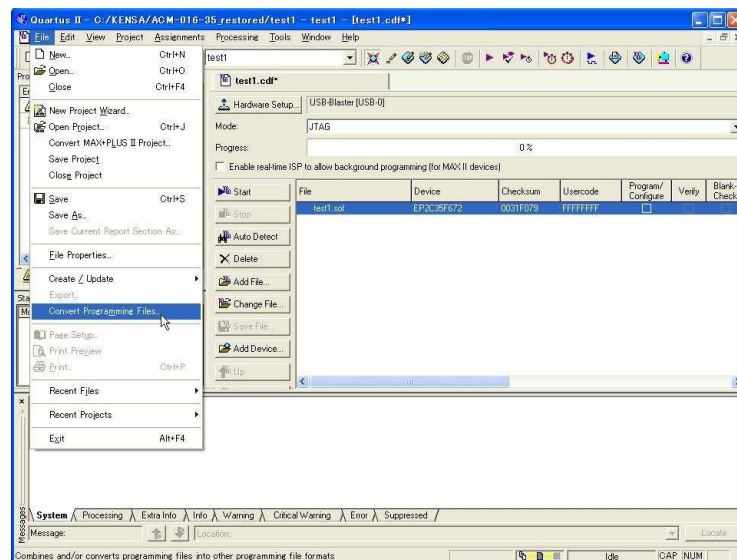 Quartus II - C:/KENSA/ACM-016-35_restored/test1 - test1 - [test1.cdf*]
File Edit View Project Assignments Processing Tools Window Help
test1
New... Ctrl+N
Open... Ctrl+O
Close Ctrl+F4
New Project Wizard...
Open Project... Ctrl+J
Convert MAX+PLUS II Project...
Save Project
Close Project
Save Ctrl+S
Save As...
Save Current Report Section As...
File Properties...
Create / Update
Export...
Convert Programming Files...
Page Setup...
Print Preview
Print... Ctrl+P
Recent Files
Recent Projects
Exit Alt+F4
test1.cdf*
Hardware Setup... USB-Blaster [USB-0]
Mode: JTAG
Progress: 0 %
Enable real-time ISP to allow background programming (for MAX II devices)
Start
Stop
Auto Detect
Delete
Add File...
Change File...
Save File...
Add Device...
Up
File Device Checksum Usercode Program/ Configure Verify Blank- Check
test1.sof EP2C35F672 0031F079 FFFFFFFF
System Processing Extra Info Info Warning Critical Warning Error Suppressed
Messages
Message: Location: Locate
Combines and/or converts programming files into other programming file formats Idle CAP NUM